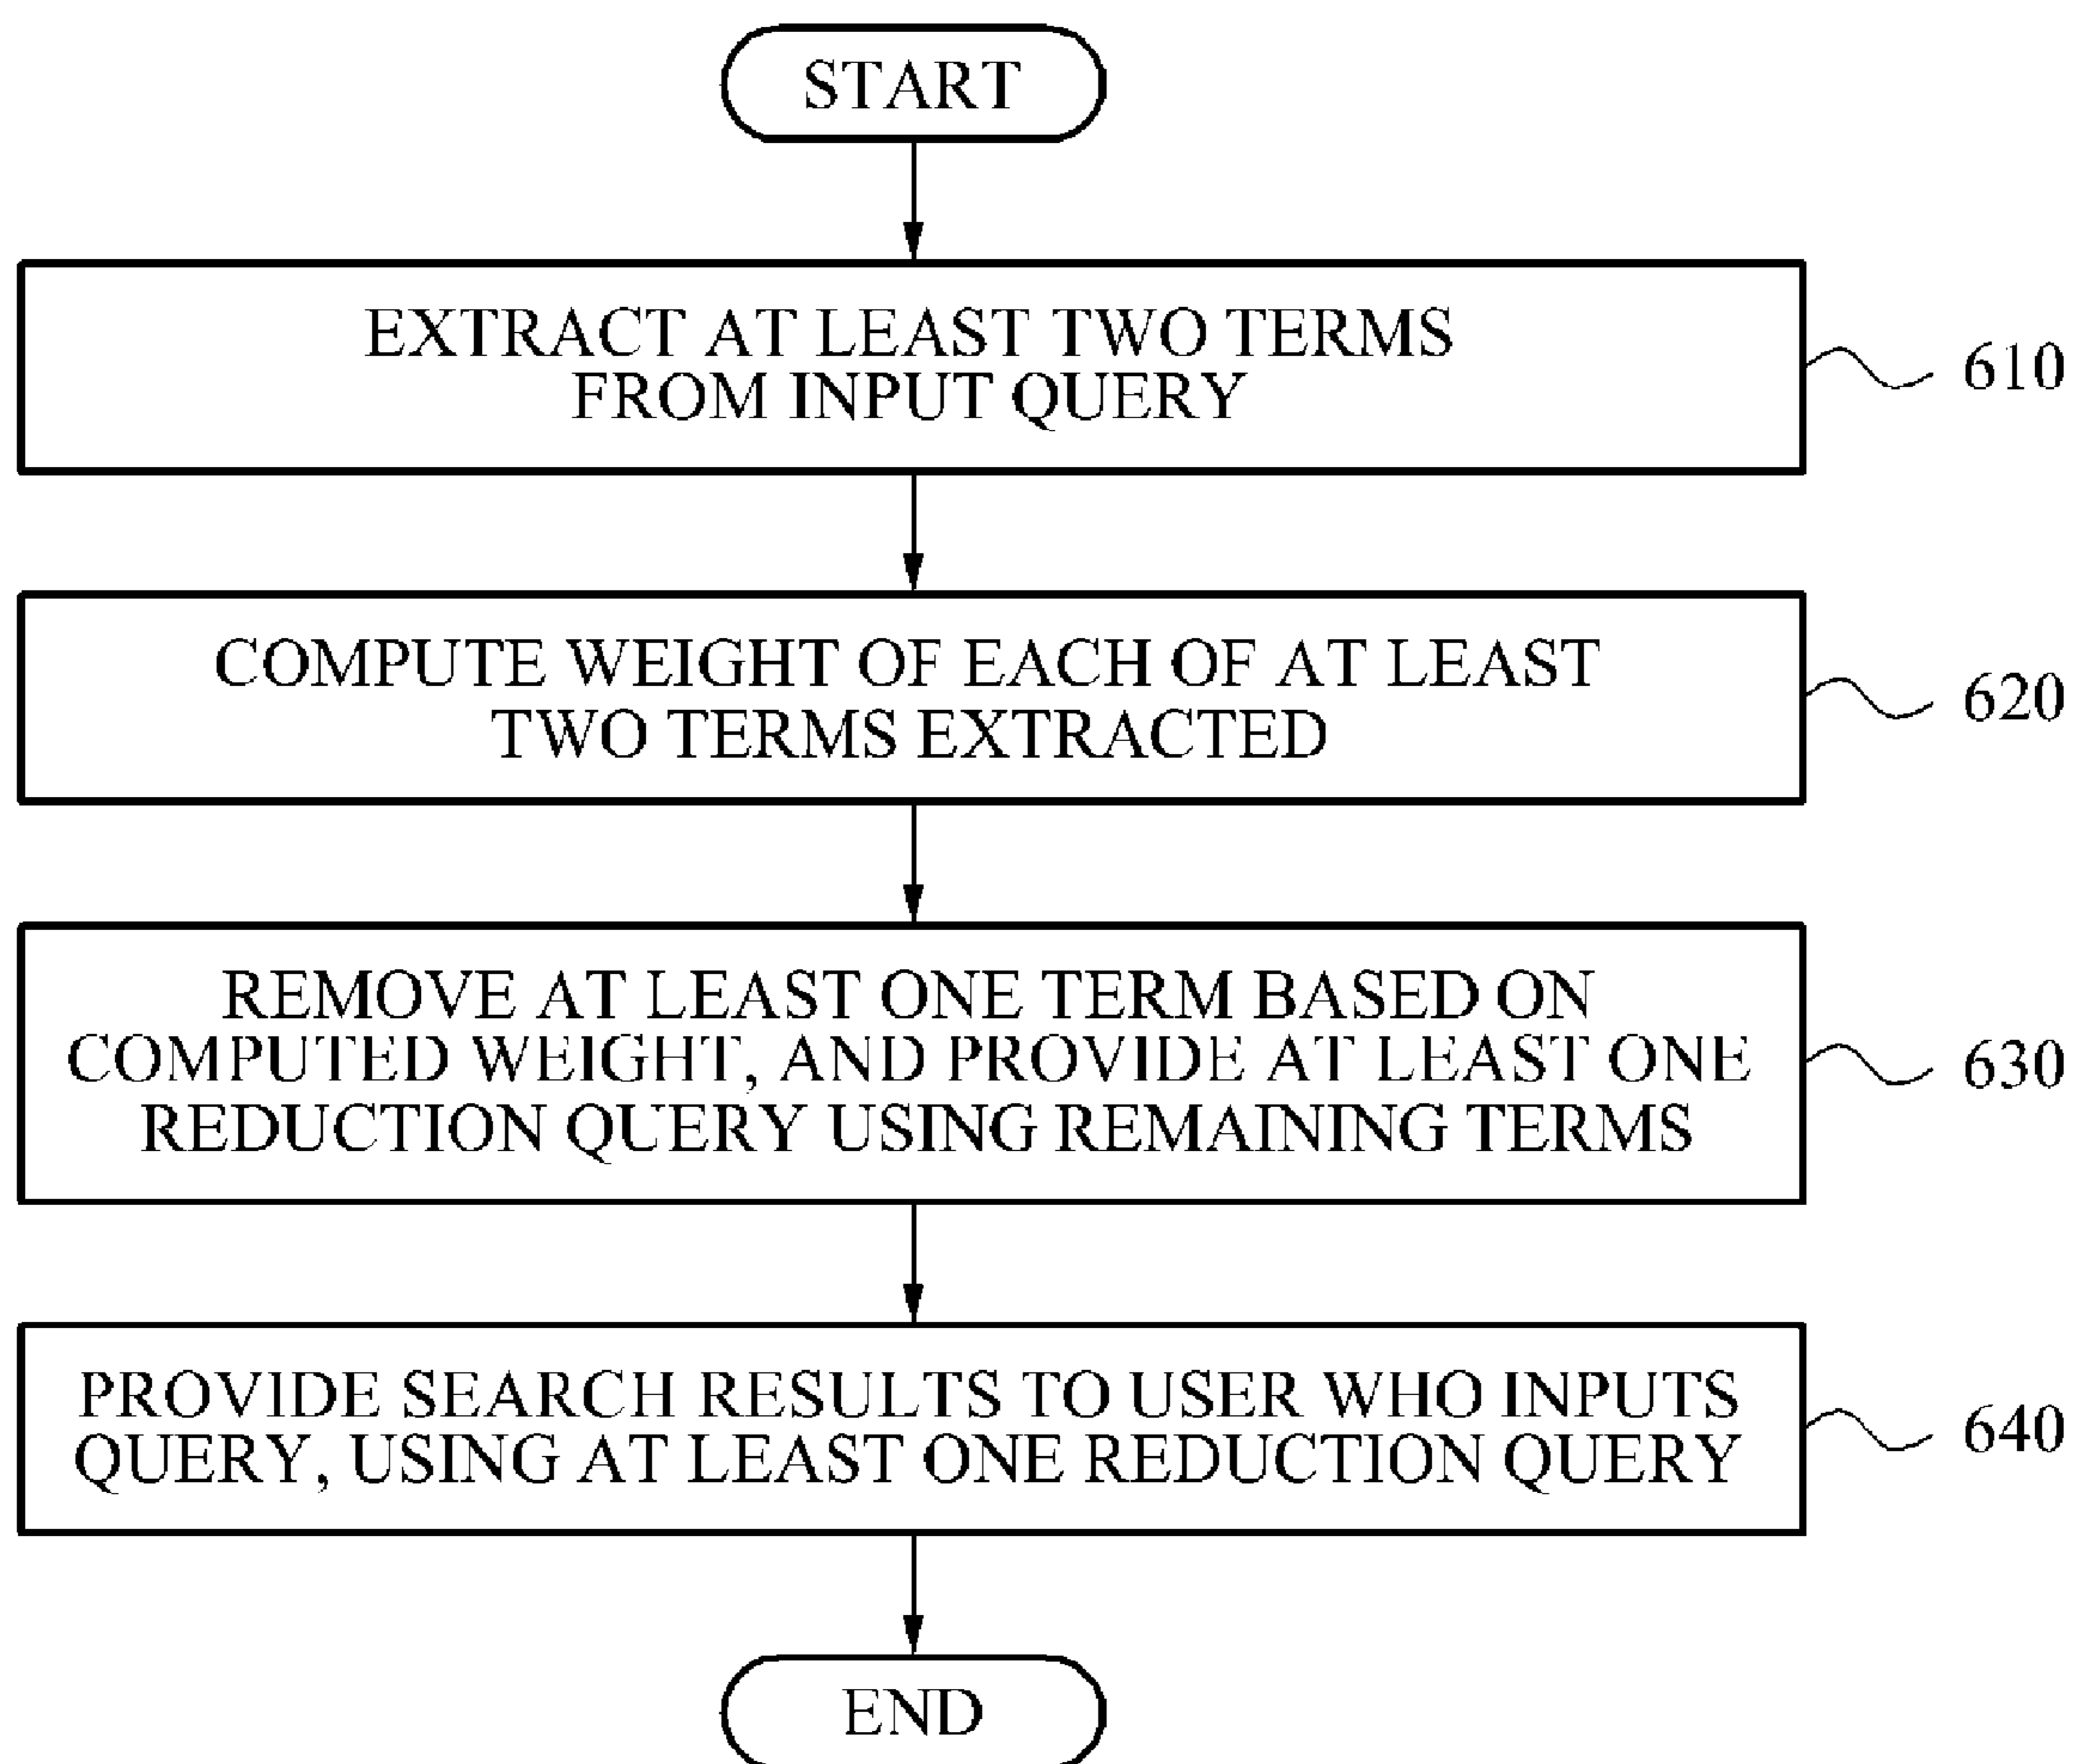 START
EXTRACT AT LEAST TWO TERMS
FROM INPUT QUERY
610
COMPUTE WEIGHT OF EACH OF AT LEAST
TWO TERMS EXTRACTED
620
REMOVE AT LEAST ONE TERM BASED ON
COMPUTED WEIGHT, AND PROVIDE AT LEAST ONE
REDUCTION QUERY USING REMAINING TERMS
630
PROVIDE SEARCH RESULTS TO USER WHO INPUTS
QUERY, USING AT LEAST ONE REDUCTION QUERY
640
END